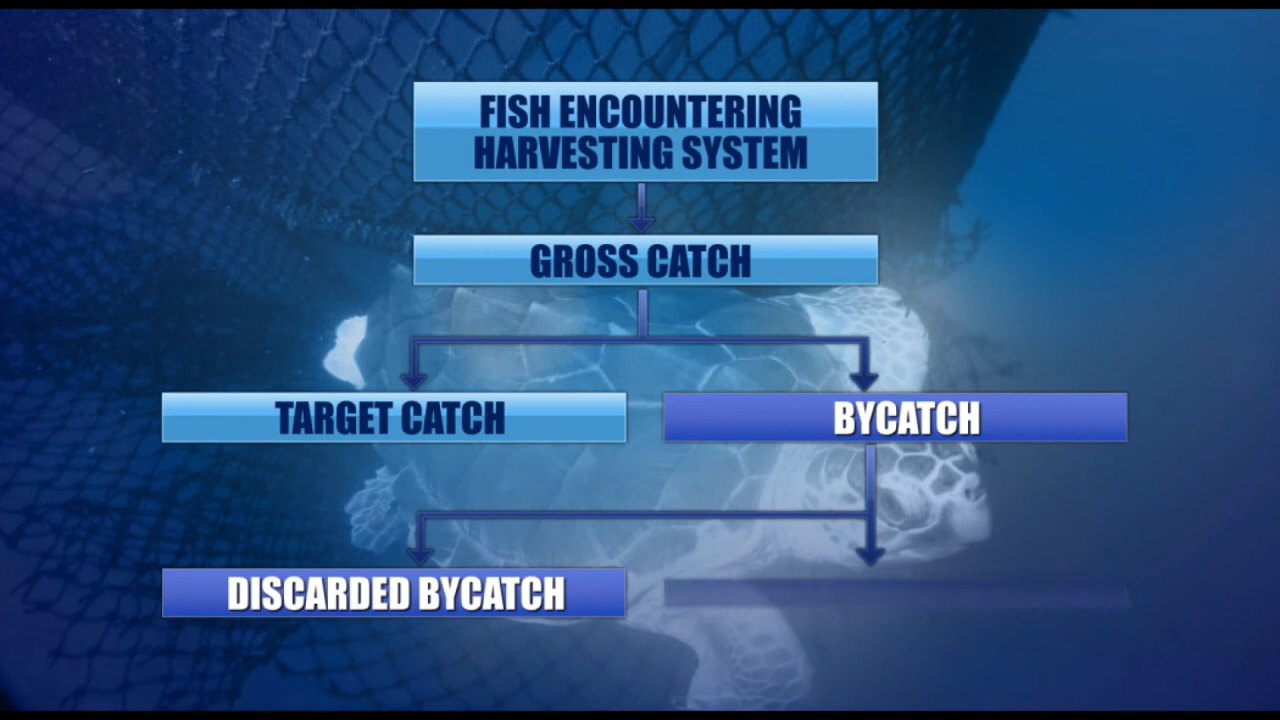 FISH ENCOUNTERING
HARVESTING SYSTEM
GROSS CATCH
TARGET CATCH
BYCATCH
DISCARDED BYCATCH